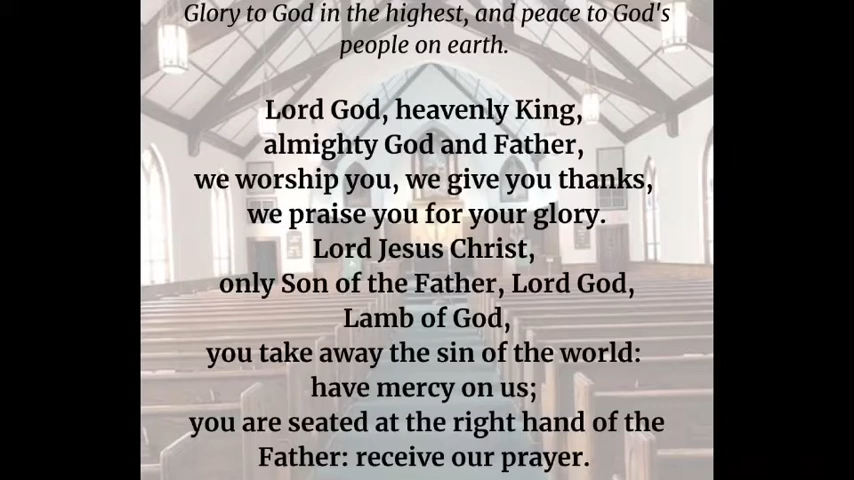 Glory to God in the highest, and peace to God's
people on earth.
Lord God, heavenly King,
almighty God and Father,
we worship you, we give you thanks,
we praise you for your glory.
Lord Jesus Christ,
only Son of the Father, Lord God,
Lamb of God,
you take away the sin of the world:
have mercy on us;
you are seated at the right hand of the
Father: receive our prayer.